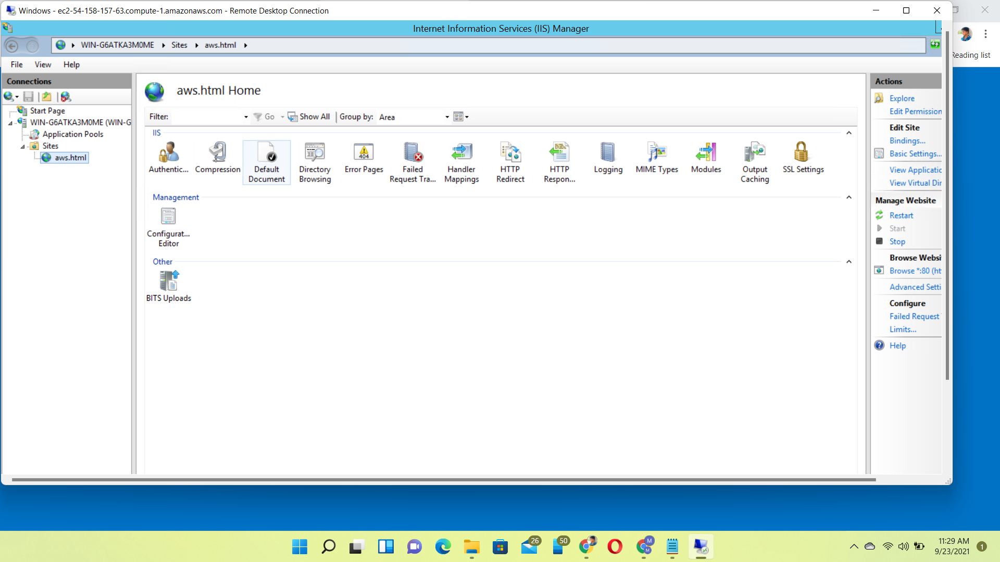 Windows - ec2-54-158-157-63.compute-1.amazonaws.com - Remote Desktop Connection
Internet Information Services (IIS) Manager
WIN-G6ATKA3M0ME Sites aws.html
Reading list
File View Help
Connections
Start Page
WIN-G6ATKA3M0ME (WIN-G
Application Pools
Sites
aws.html
aws.html Home
Filter: Go Show All Group by: Area
IIS
Authentic... Compression Default Document Directory Browsing Error Pages Failed Request Tra... Handler Mappings HTTP Redirect HTTP Respon... Logging MIME Types Modules Output Caching SSL Settings
404
Management
Configurat... Editor
Other
BITS Uploads
Actions
Explore
Edit Permission
Edit Site
Bindings...
Basic Settings...
View Applicatic
View Virtual Dir
Manage Website
Restart
Start
Stop
Browse Websi
Browse *:80 (ht
Advanced Setti
Configure
Failed Request
Limits...
Help
26
50
M
M
11:29 AM
9/23/2021
1